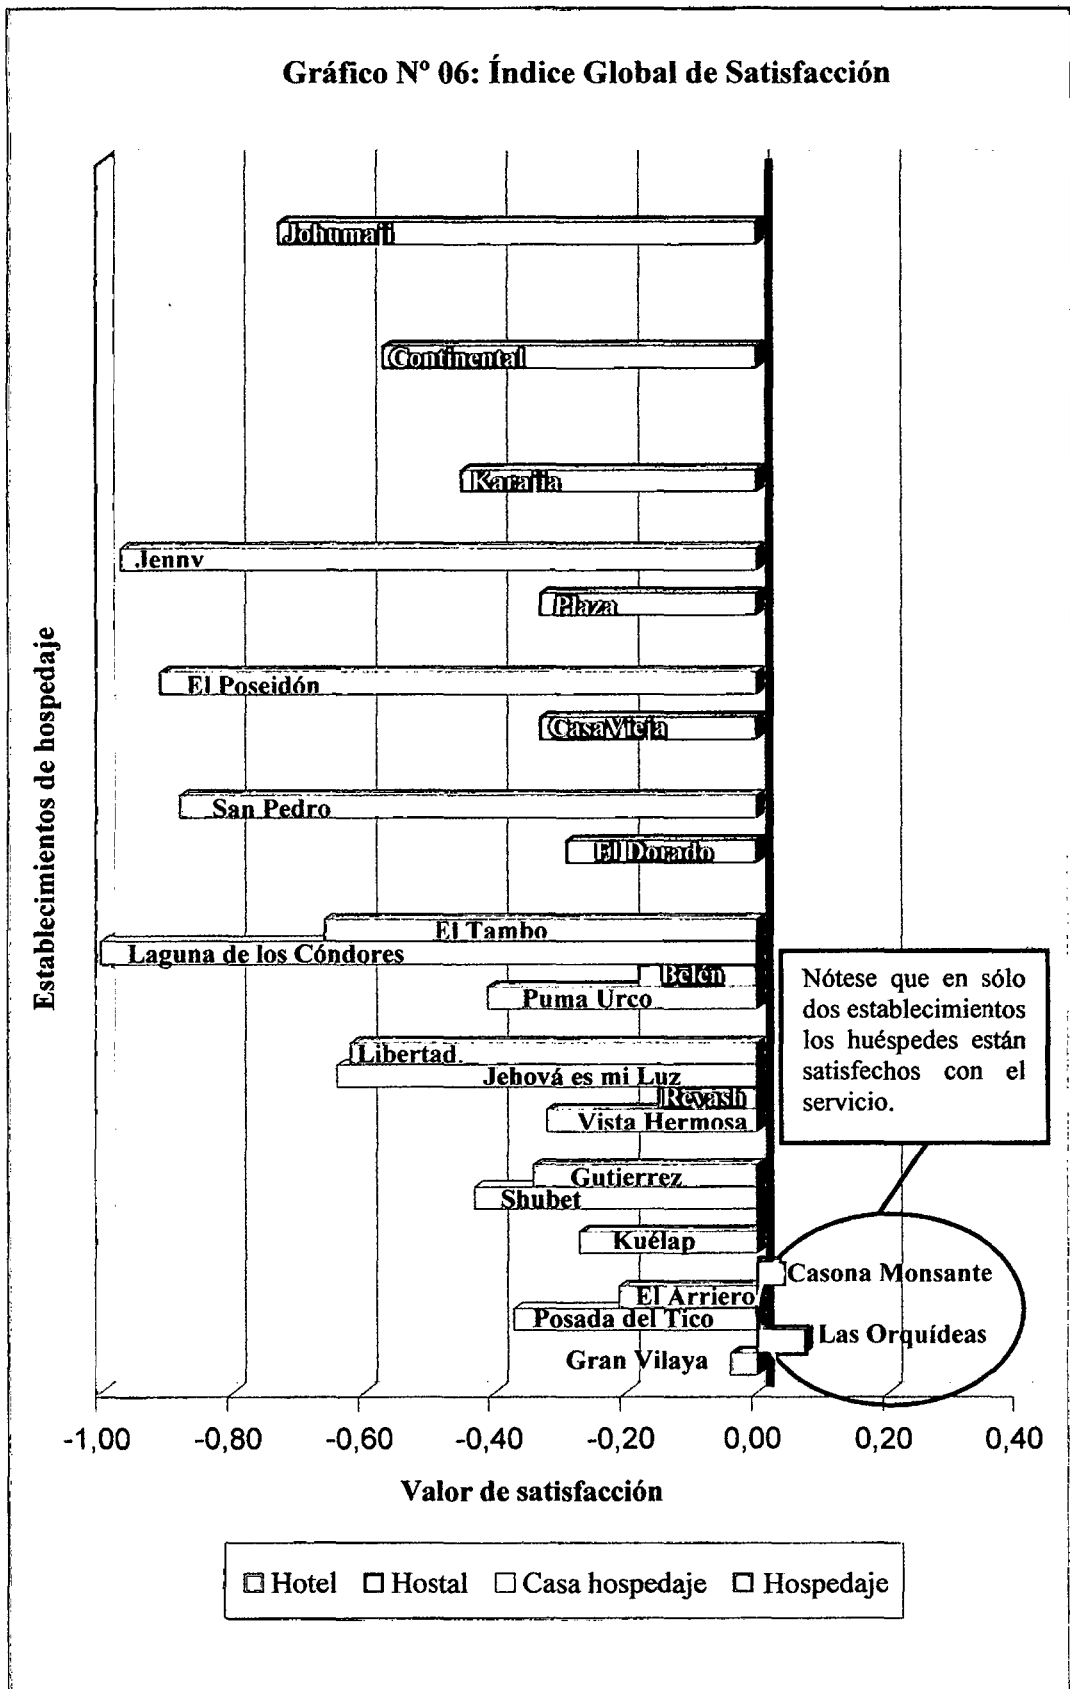 Gráfico Nº 06: Índice Global de Satisfacción
Johumaji
Continental
Karajia
Jenny
Plaza
El Poseidón
CasaVieja
San Pedro
El Dorado
El Tambo
Laguna de los Cóndores
Belén
Puma Urco
Libertad.
Jehová es mi Luz
Revash
Vista Hermosa
Gutierrez
Shubet
Kuélap
Casona Monsante
El Arriero
Posada del Tico
Las Orquídeas
Gran Vilaya
Nótese que en sólo
dos establecimientos
los huéspedes están
satisfechos con el
servicio.
Establecimientos de hospedaje
-1,00 -0,80 -0,60 -0,40 -0,20 0,00 0,20 0,40
Valor de satisfacción
Hotel Hostal Casa hospedaje Hospedaje